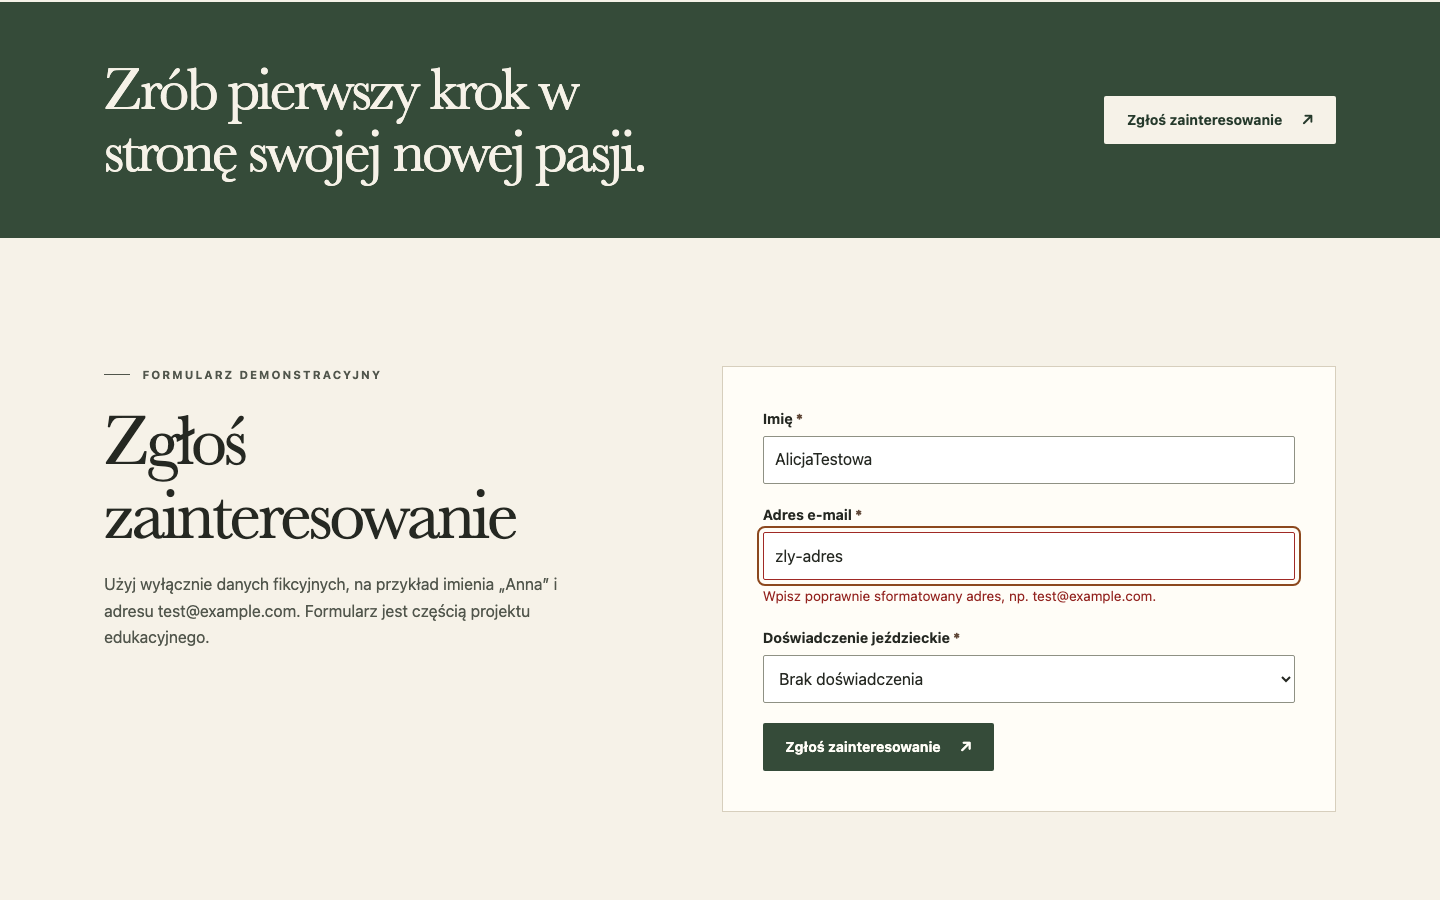 Zrób pierwszy krok w
stronę swojej nowej pasji.
Zgłoś zainteresowanie
FORMULARZ DEMONSTRACYJNY
Zgłoś
zainteresowanie
Użyj wyłącznie danych fikcyjnych, na przykład imienia „Anna” i
adresu test@example.com. Formularz jest częścią projektu
edukacyjnego.
Imię *
AlicjaTestowa
Adres e-mail *
zly-adres
Wpisz poprawnie sformatowany adres, np. test@example.com.
Doświadczenie jeździeckie *
Brak doświadczenia
Zgłoś zainteresowanie